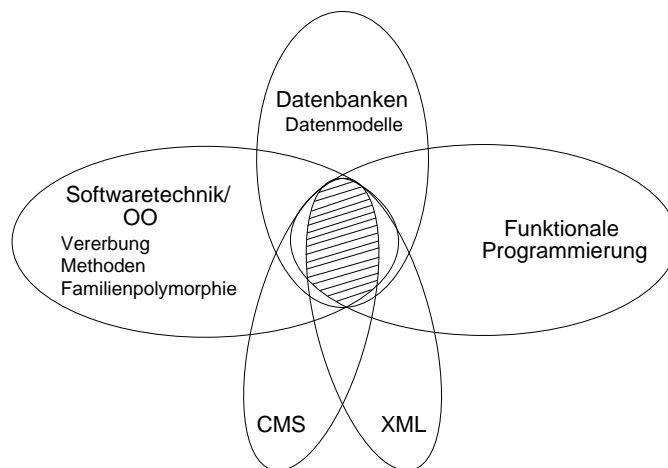 Datenbanken
Datenmodelle
Softwaretechnik/
OO
Vererbung
Methoden
Familienpolymorphie
Funktionale
Programmierung
CMS
XML